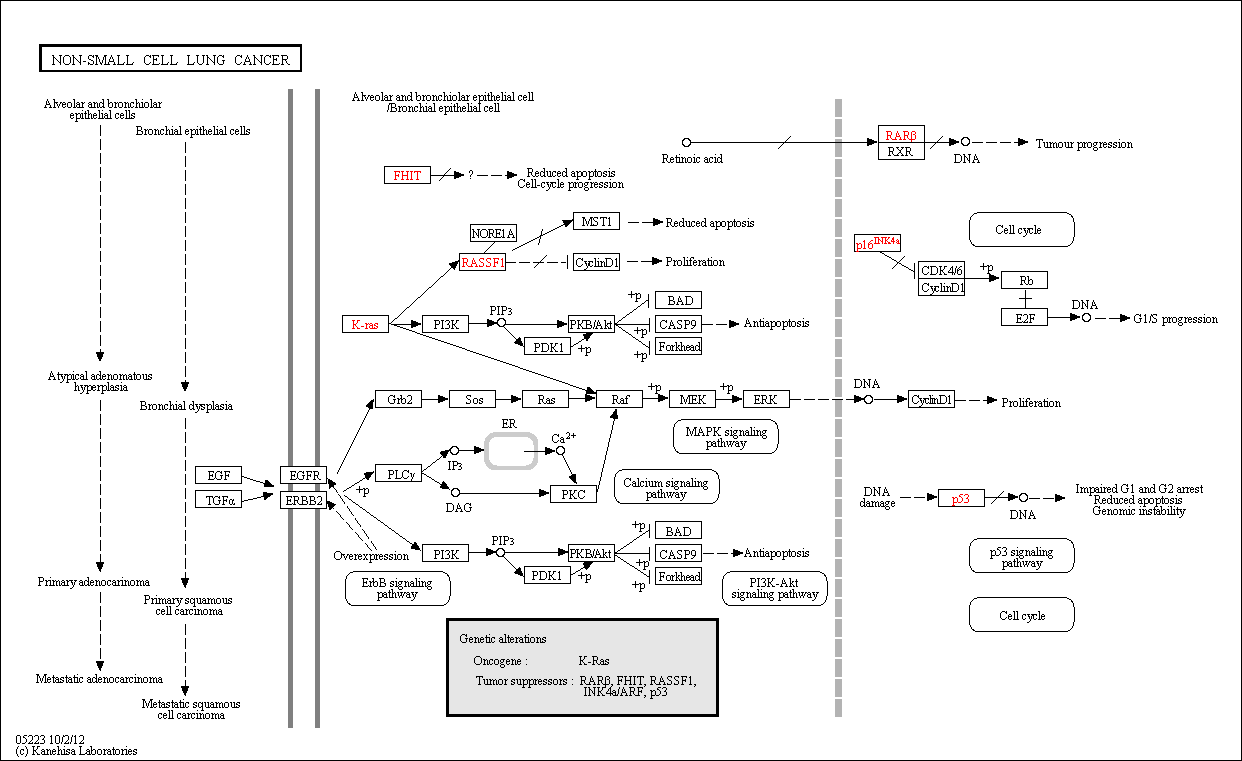 NON-SMALL CELL LUNG CANCER
Alveolar and bronchiolar
epithelial cells
Bronchial epithelial cells
Atypical adenomatous
hyperplasia
Bronchial dysplasia
Primary adenocarinoma
Primary squamous
cell carcinoma
Metastatic adenocarcinoma
Metastatic squamous
cell carcinoma
Alveolar and bronchiolar epithelial cell
/Bronchial epithelial cell
Retinoic acid
RARβ
RXR
DNA
Tumour progression
FHIT
?
Reduced apoptosis
Cell-cycle progression
NORE1A
RASSF1
MST1
Reduced apoptosis
CyclinD1
Proliferation
p16INK4a
Cell cycle
CDK4/6
CyclinD1
+p
Rb
E2F
DNA
G1/S progression
K-ras
PI3K
PIP3
PDK1
+p
PKB/Akt
+p
BAD
+p
CASP9
Antiapoptosis
+p
Forkhead
Grb2
Sos
Ras
Raf
+p
MEK
+p
ERK
DNA
CyclinD1
Proliferation
MAPK signaling
pathway
EGF
TGFα
EGFR
ERBB2
+p
PLCγ
IP3
ER
Ca2+
DAG
PKC
Calcium signaling
pathway
DNA
damage
p53
DNA
Impaired G1 and G2 arrest
Reduced apoptosis
Genomic instability
Overexpression
PI3K
PIP3
PDK1
+p
PKB/Akt
+p
BAD
+p
CASP9
Antiapoptosis
+p
Forkhead
ErbB signaling
pathway
PI3K-Akt
signaling pathway
p53 signaling
pathway
Cell cycle
Genetic alterations
Oncogene : K-Ras
Tumor suppressors : RARβ, FHIT, RASSF1,
INK4a/ARF, p53
05223 10/2/12
(c) Kanehisa Laboratories